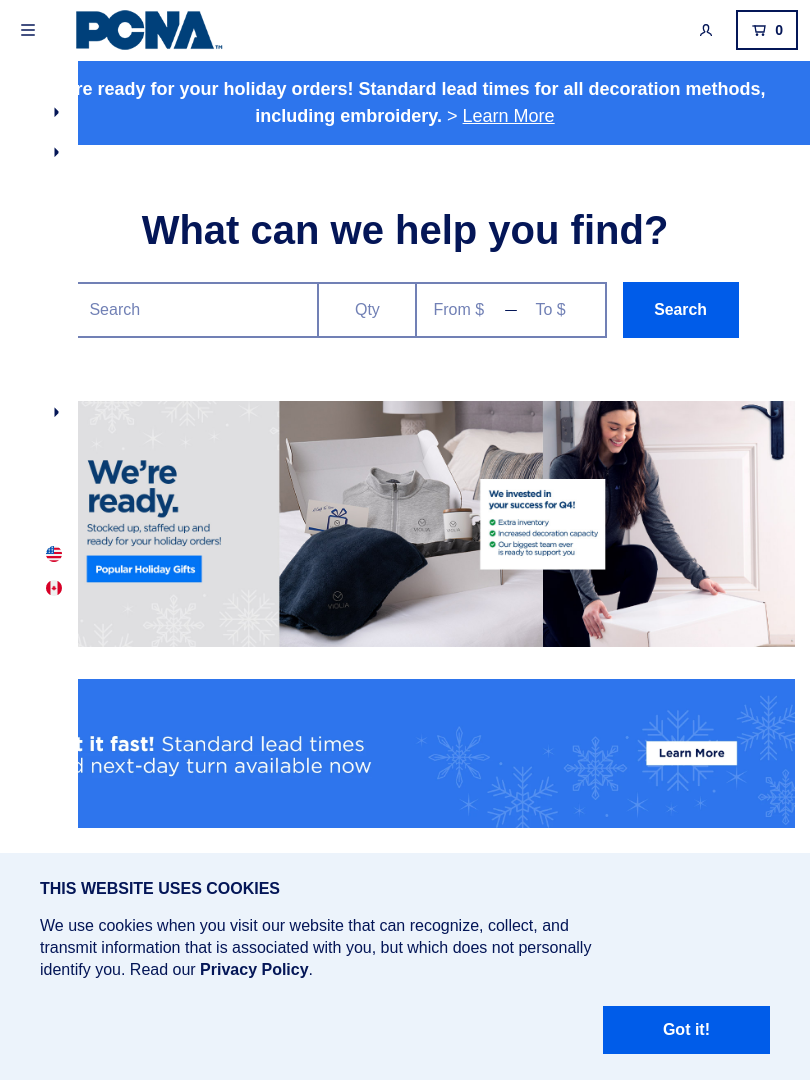 PCNA TM
0
re ready for your holiday orders! Standard lead times for all decoration methods,
including embroidery. > Learn More
What can we help you find?
Search
Qty
From $ — To $
Search
We're
ready.
Stocked up, staffed up and
ready for your holiday orders!
Popular Holiday Gifts
We invested in
your success for Q4!
Extra inventory
Increased decoration capacity
Our biggest team ever
is ready to support you
VIOLIA
t it fast! Standard lead times
d next-day turn available now
Learn More
THIS WEBSITE USES COOKIES
We use cookies when you visit our website that can recognize, collect, and
transmit information that is associated with you, but which does not personally
identify you. Read our Privacy Policy.
Got it!